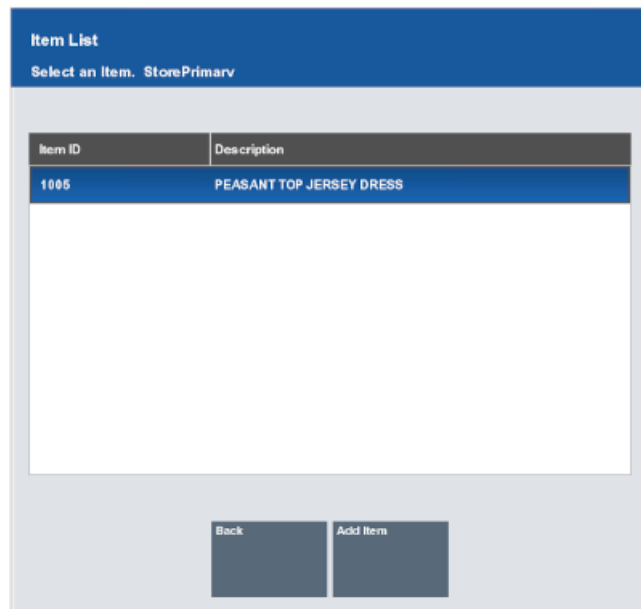 Item List
Select an Item. StorePrimary
Item ID Description
1005 PEASANT TOP JERSEY DRESS
Back Add Item